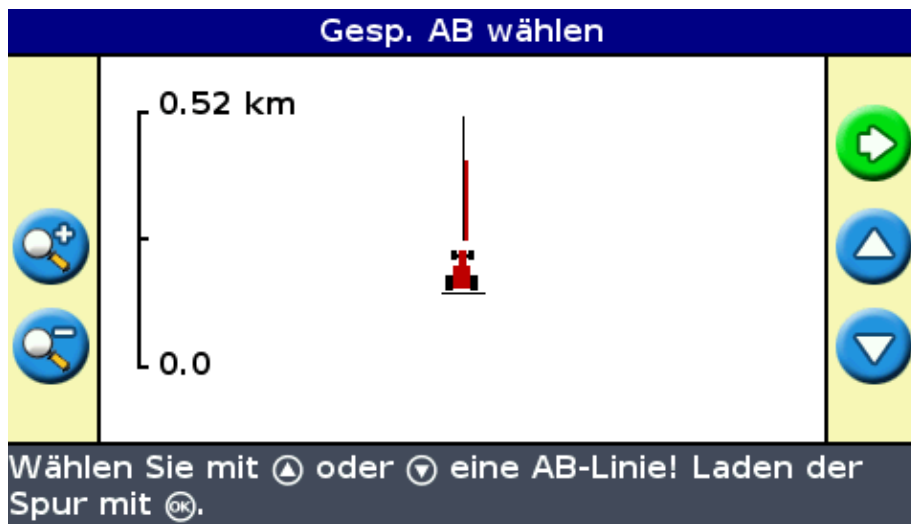 Gesp. AB wählen
0.52 km
0.0
Wählen Sie mit ▲ oder ▼ eine AB-Linie! Laden der
Spur mit OK.